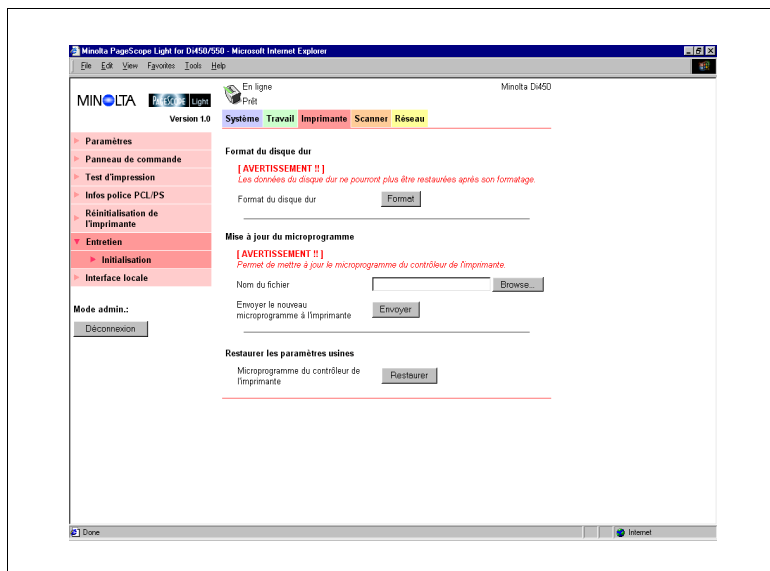 Minolta PageScope Light for Di450/550 - Microsoft Internet Explorer
File Edit View Favorites Tools Help
MINOLTA PAGESCOPE Light
Version 1.0
En ligne
Prêt
Minolta Di450
Système Travail Imprimante Scanner Réseau
Paramètres
Panneau de commande
Test d'impression
Infos police PCL/PS
Réinitialisation de
l'imprimante
Entretien
Initialisation
Interface locale
Mode admin.:
Déconnexion
Format du disque dur
[ AVERTISSEMENT !! ]
Les données du disque dur ne pourront plus être restaurées après son formatage.
Format du disque dur Format
Mise à jour du microprogramme
[ AVERTISSEMENT !! ]
Permet de mettre à jour le microprogramme du contrôleur de l'imprimante.
Nom du fichier Browse...
Envoyer le nouveau
microprogramme à l'imprimante Envoyer
Restaurer les paramètres usines
Microprogramme du contrôleur de
l'imprimante Restaurer
Done Internet